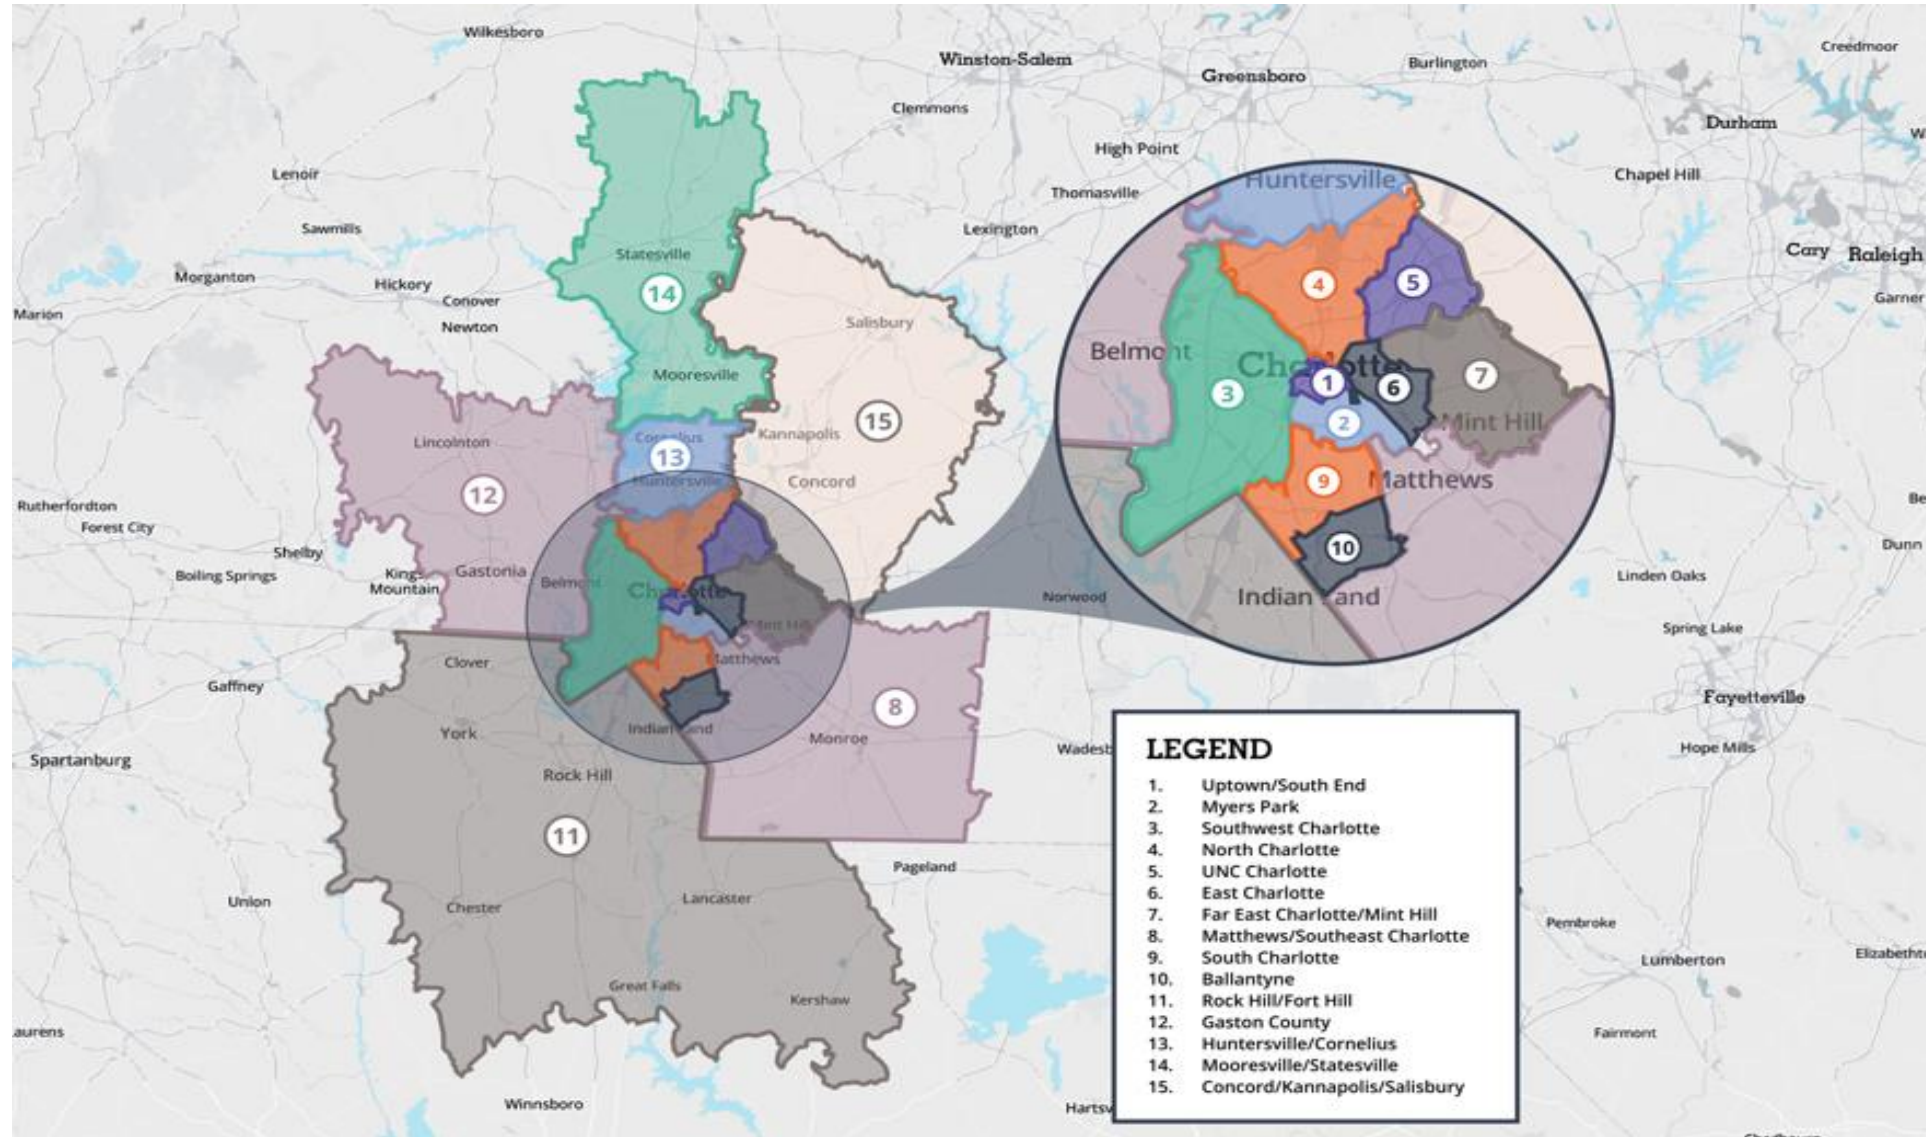 Wilkesboro
Winston-Salem
Greensboro
Burlington
Creedmoor
Clemmons
Durham
High Point
Lenoir
Chapel Hill
Thomasville
Huntersville
Sawmills
Lexington
Statesville
Cary
Raleigh
Morganton
Hickory
Conover
Newton
14
4
5
Garner
Marion
Salisbury
Belmont
Charlotte
Mooresville
1
6
7
3
15
2
Mint Hill
Lincolnton
Cornelius
Kannapolis
13
Huntersville
Concord
9
Matthews
12
Rutherfordton
Forest City
Shelby
10
Dunn
Boiling Springs
Kings
Mountain
Gastonia
Belmont
Charlotte
Linden Oaks
Norwood
Indian Land
Mint Hill
Spring Lake
Clover
Matthews
Gaffney
8
Fayetteville
York
Indian Land
Monroe
Hope Mills
Spartanburg
Rock Hill
11
Pageland
Union
Chester
Lancaster
Pembroke
Lumberton
Great Falls
Kershaw
Fairmont
Winnsboro
LEGEND
1. Uptown/South End
2. Myers Park
3. Southwest Charlotte
4. North Charlotte
5. UNC Charlotte
6. East Charlotte
7. Far East Charlotte/Mint Hill
8. Matthews/Southeast Charlotte
9. South Charlotte
10. Ballantyne
11. Rock Hill/Fort Hill
12. Gaston County
13. Huntersville/Cornelius
14. Mooresville/Statesville
15. Concord/Kannapolis/Salisbury